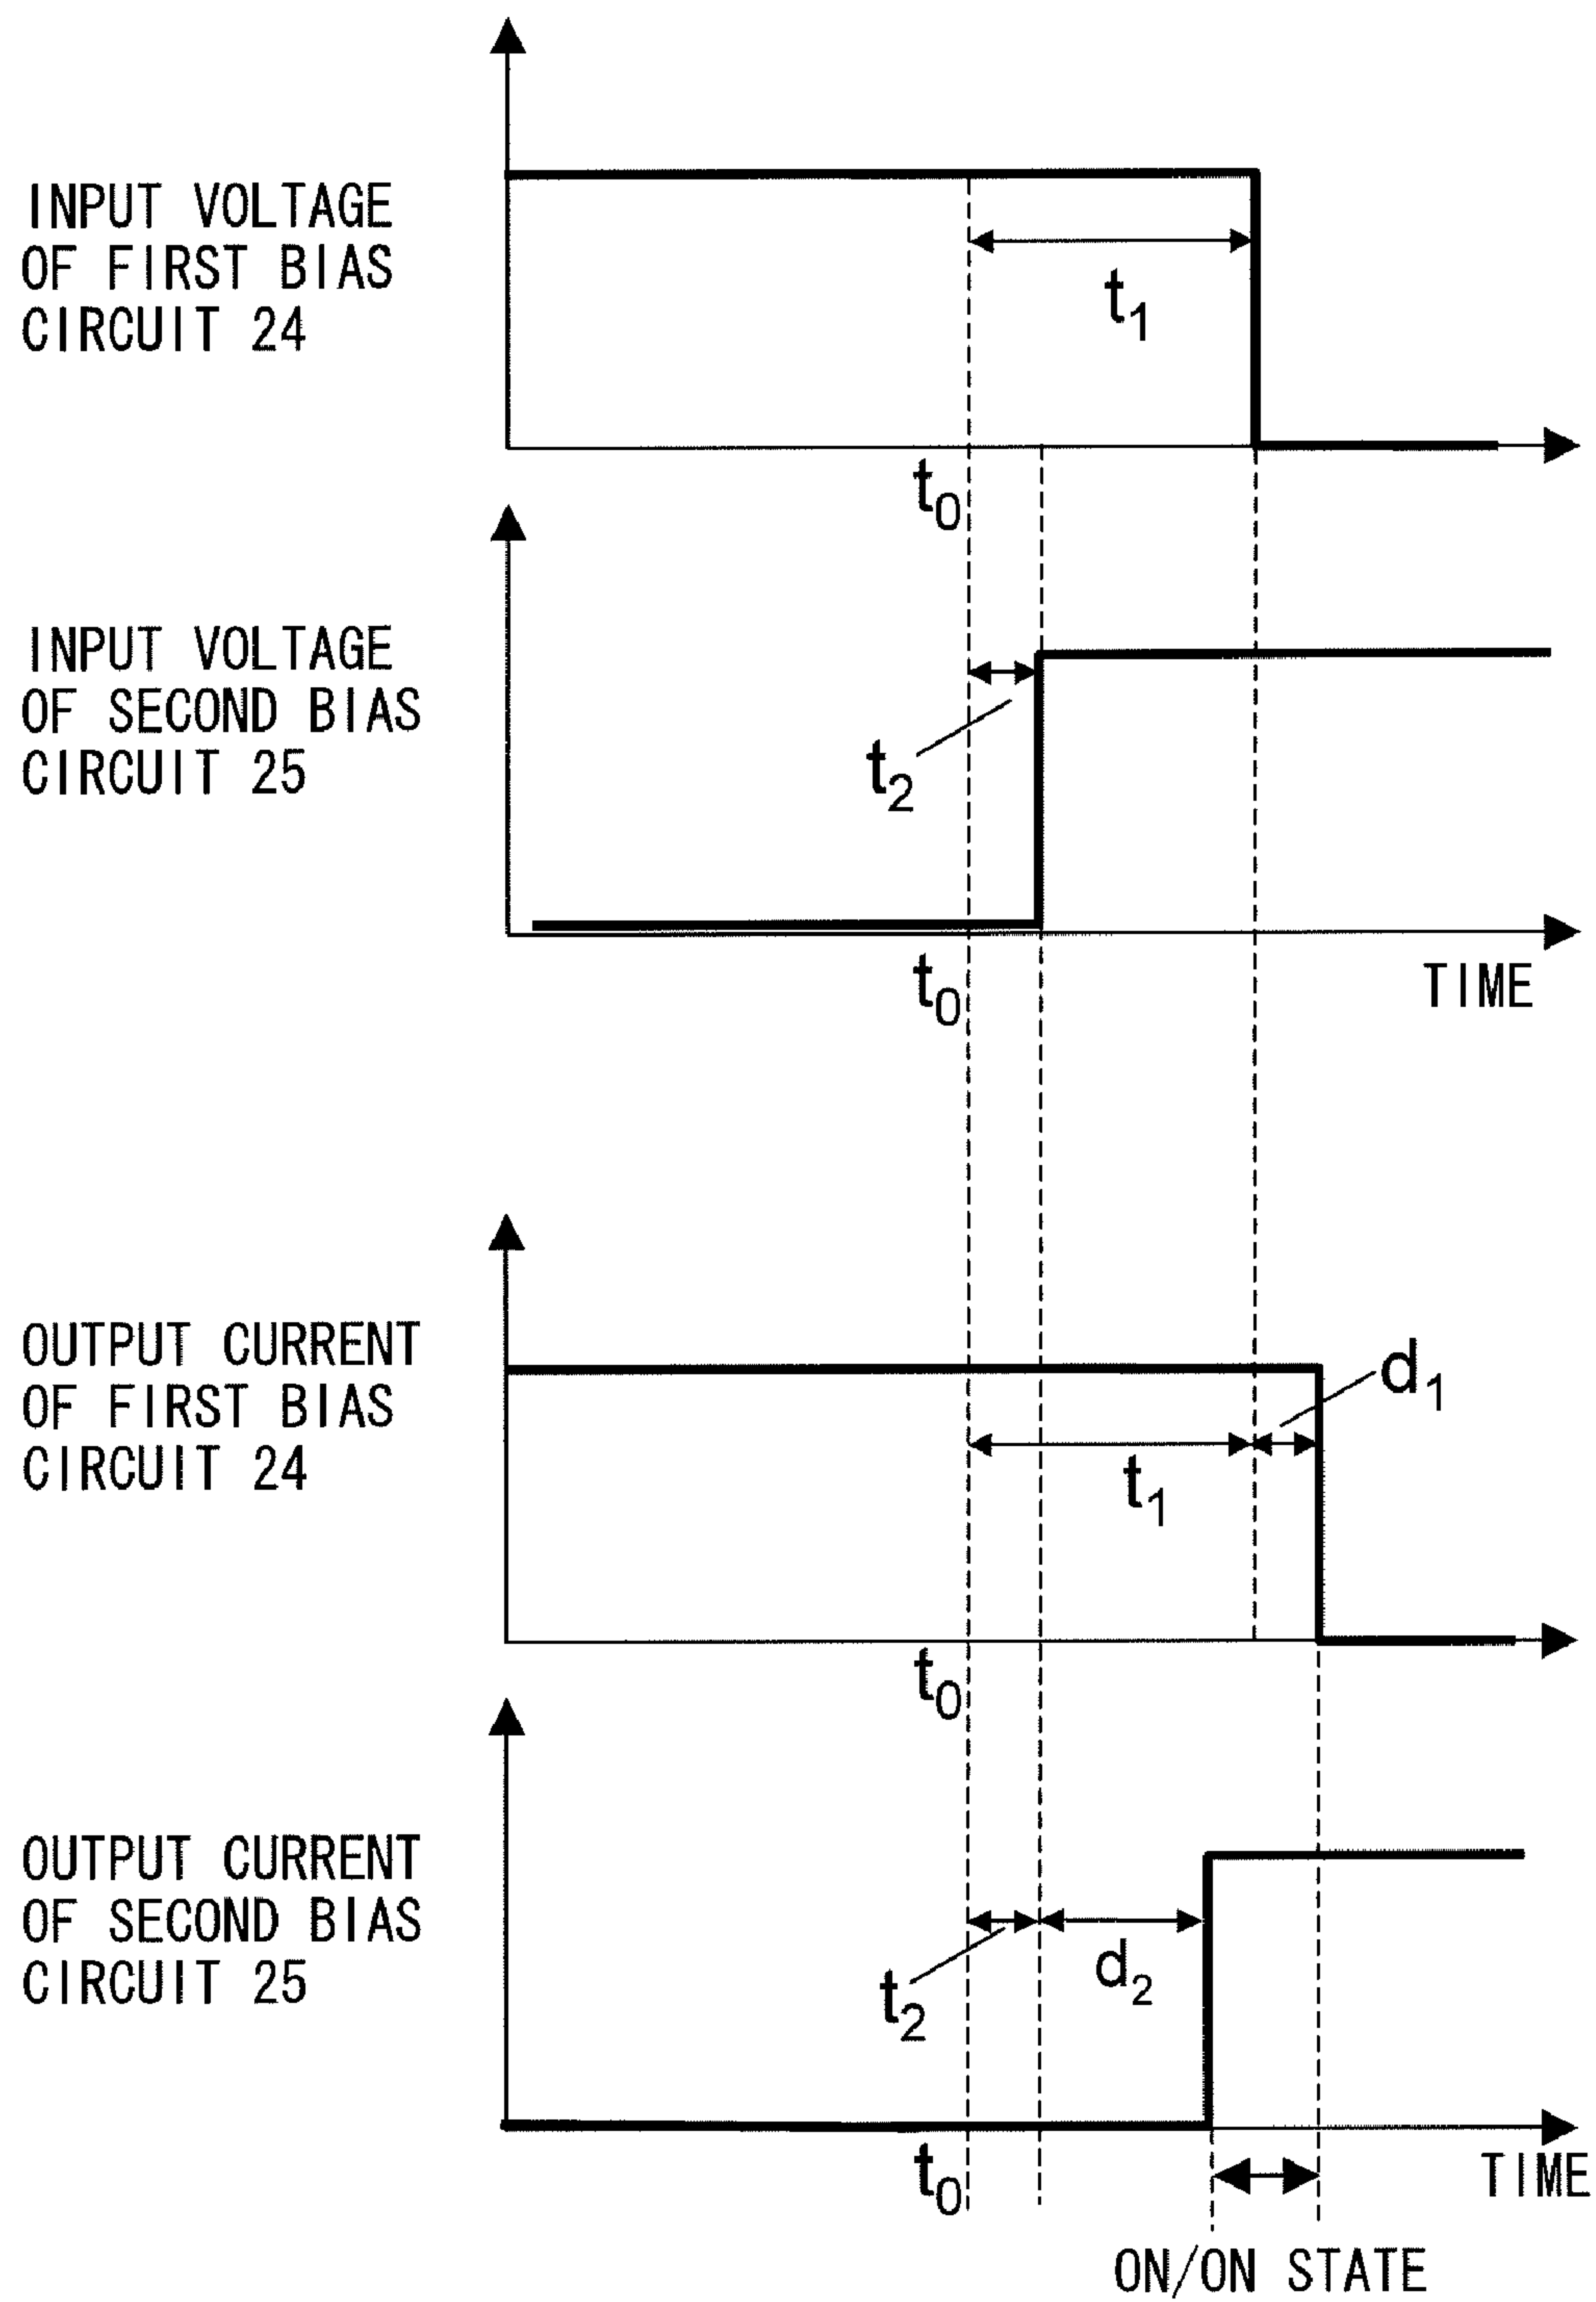 INPUT VOLTAGE
OF FIRST BIAS
CIRCUIT 24
t1
t0
INPUT VOLTAGE
OF SECOND BIAS
CIRCUIT 25
t2
t0
TIME
OUTPUT CURRENT
OF FIRST BIAS
CIRCUIT 24
d1
t1
t0
OUTPUT CURRENT
OF SECOND BIAS
CIRCUIT 25
t2
d2
t0
TIME
ON/ON STATE